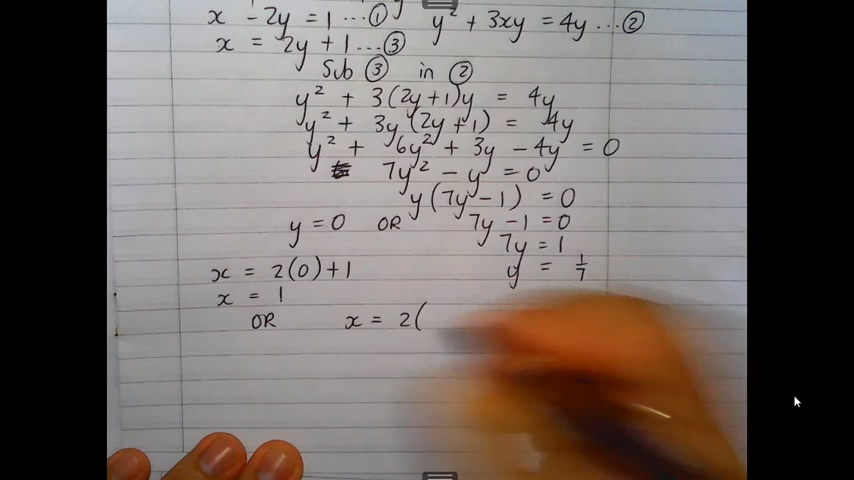 x - 2y = 1 ... ① y² + 3xy = 4y ... ②
x = 2y + 1 ... ③
Sub ③ in ②
y² + 3(2y+1)y = 4y
y² + 3y(2y+1) = 4y
y² + 6y² + 3y - 4y = 0
7y² - y = 0
y(7y - 1) = 0
y = 0 OR 7y - 1 = 0
7y = 1
x = 2(0) + 1 y = 1/7
x = 1
OR x = 2(